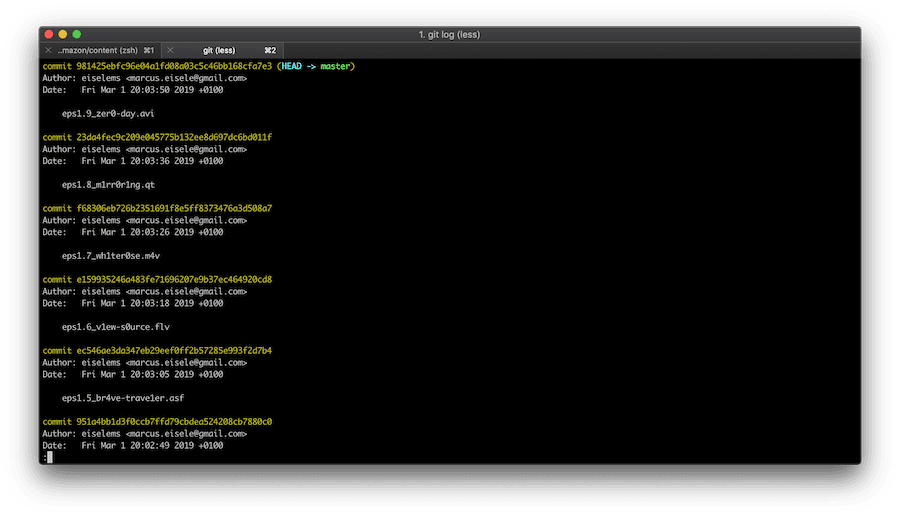 1. git log (less)
..mazon/content (zsh) ⌘1
git (less) ⌘2
commit 981425ebfc96e04a1fd08a03c5c46bb168cfa7e3 (HEAD -> master)
Author: eiselems <marcus.eisele@gmail.com>
Date:   Fri Mar 1 20:03:50 2019 +0100
eps1.9_zer0-day.avi
commit 23da4fec9c209e045775b132ee8d697dc6bd011f
Author: eiselems <marcus.eisele@gmail.com>
Date:   Fri Mar 1 20:03:36 2019 +0100
eps1.8_m1rr0r1ng.qt
commit f68306eb726b2351691f8e5ff8373476a3d508a7
Author: eiselems <marcus.eisele@gmail.com>
Date:   Fri Mar 1 20:03:26 2019 +0100
eps1.7_wh1ter0se.m4v
commit e159935246a483fe71696207e9b37ec464920cd8
Author: eiselems <marcus.eisele@gmail.com>
Date:   Fri Mar 1 20:03:18 2019 +0100
eps1.6_v1ew-s0urce.flv
commit ec546ae3da347eb29eef0ff2b57285e993f2d7b4
Author: eiselems <marcus.eisele@gmail.com>
Date:   Fri Mar 1 20:03:05 2019 +0100
eps1.5_br4ve-trave1er.asf
commit 951a4bb1d3f0ccb7ffd79cbdea524208cb7880c0
Author: eiselems <marcus.eisele@gmail.com>
Date:   Fri Mar 1 20:02:49 2019 +0100
: